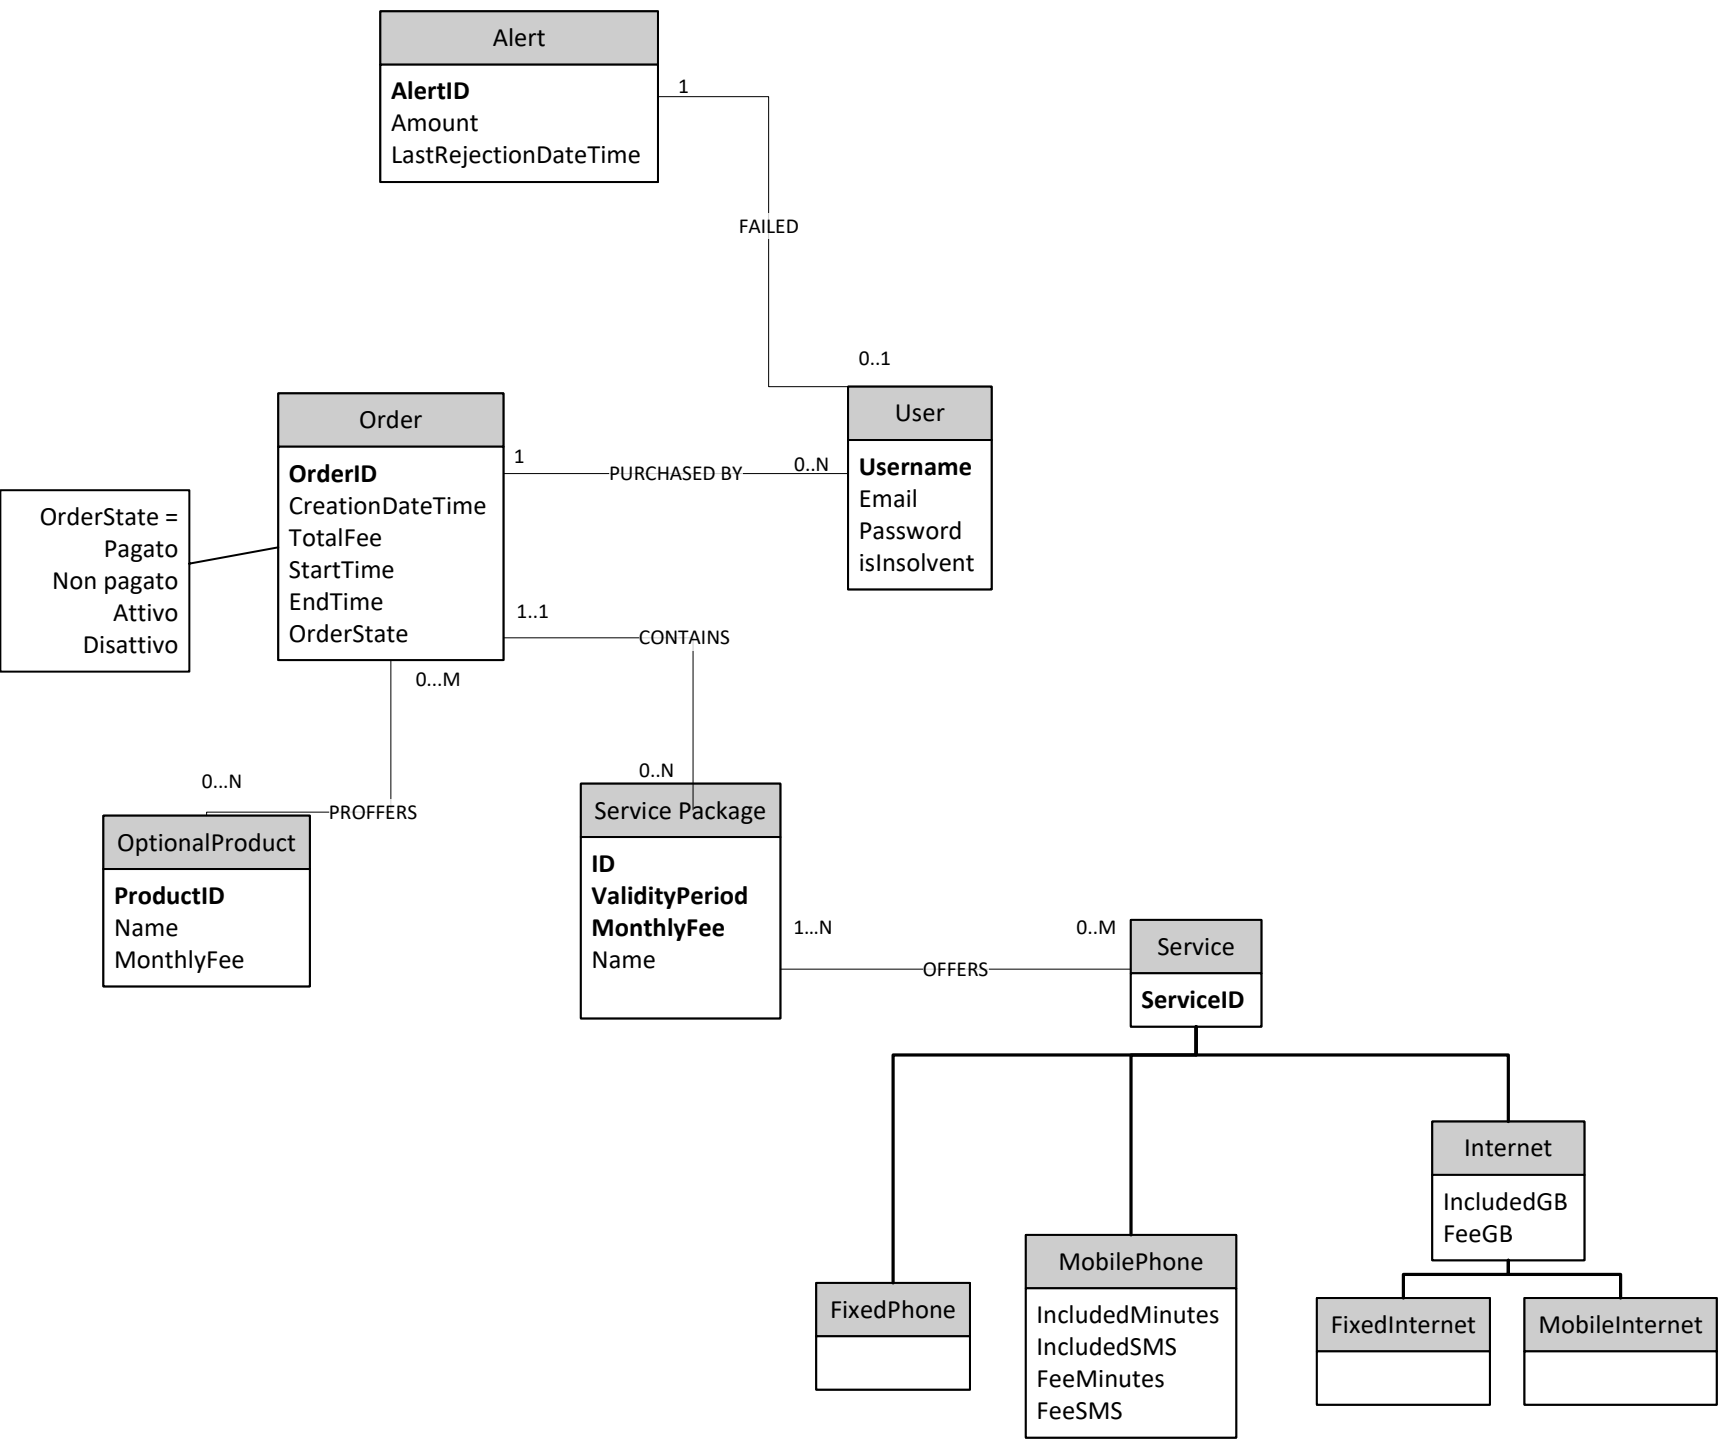 Alert
AlertID
Amount
LastRejectionDateTime
1
FAILED
0..1
User
Username
Email
Password
isInsolvent
Order
OrderID
CreationDateTime
TotalFee
StartTime
EndTime
OrderState
1
PURCHASED BY
0..N
OrderState =
Pagato
Non pagato
Attivo
Disattivo
1..1
CONTAINS
0..N
0...M
PROFFERS
0...N
OptionalProduct
ProductID
Name
MonthlyFee
Service Package
ID
ValidityPeriod
MonthlyFee
Name
1...N
OFFERS
0..M
Service
ServiceID
FixedPhone
MobilePhone
IncludedMinutes
IncludedSMS
FeeMinutes
FeeSMS
Internet
IncludedGB
FeeGB
FixedInternet
MobileInternet